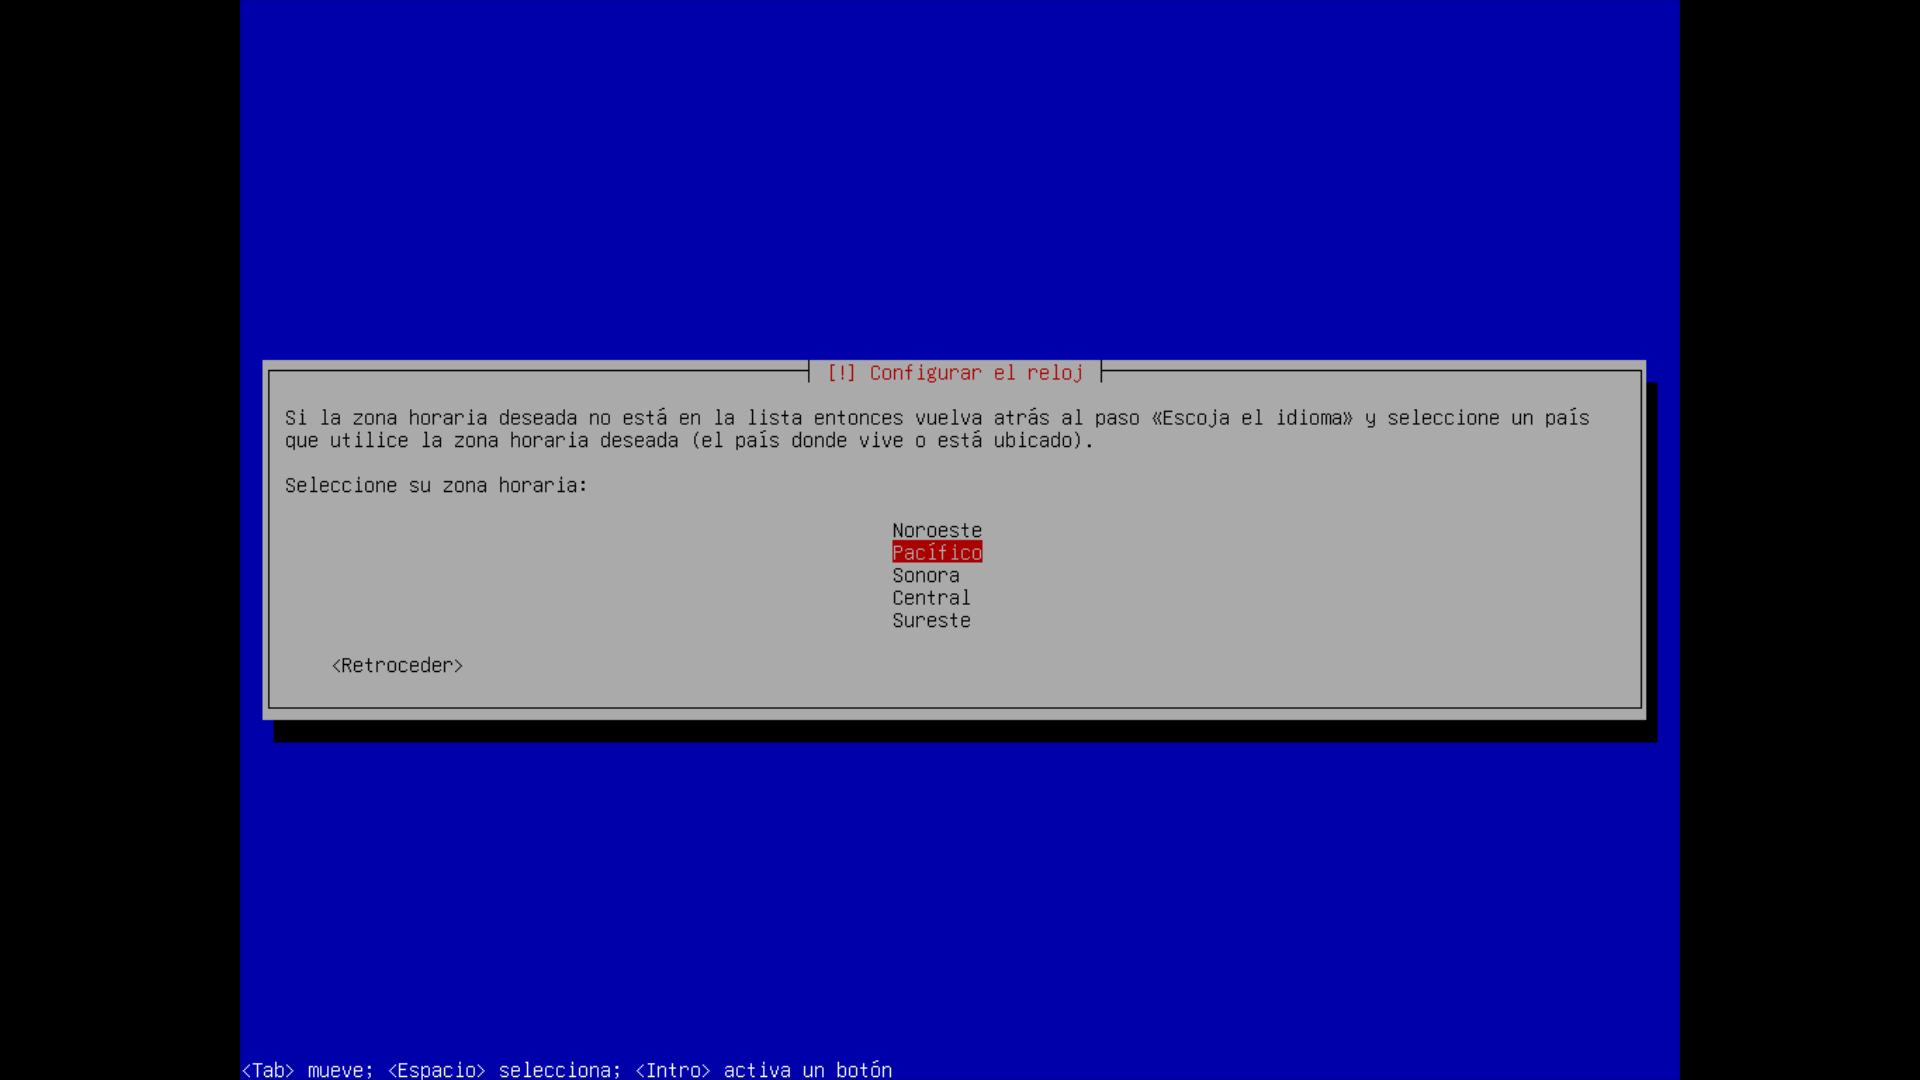 [!] Configurar el reloj
Si la zona horaria deseada no está en la lista entonces vuelva atrás al paso «Escoja el idioma» y seleccione un país
que utilice la zona horaria deseada (el país donde vive o está ubicado).
Seleccione su zona horaria:
Noroeste
Pacífico
Sonora
Central
Sureste
<Retroceder>
<Tab> mueve; <Espacio> selecciona; <Intro> activa un botón